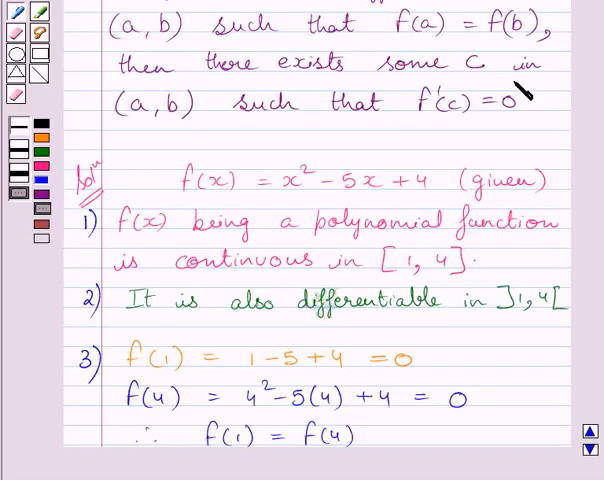 (a, b) such that f(a) = f(b),
then there exists some c in
(a, b) such that f'(c) = 0
Solⁿ f(x) = x² - 5x + 4 (given)
1) f(x) being a polynomial function
is continuous in [1, 4].
2) It is also differentiable in ]1, 4[
3) f(1) = 1 - 5 + 4 = 0
f(4) = 4² - 5(4) + 4 = 0
∴ f(1) = f(4)